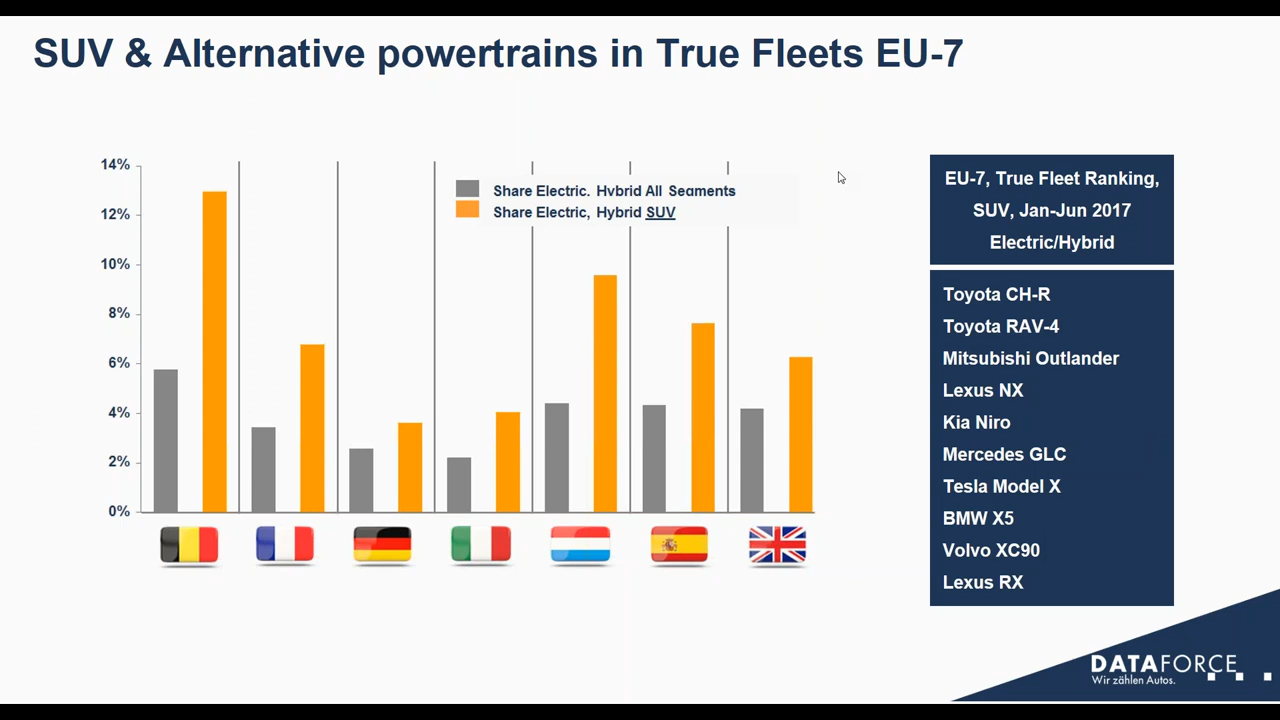 SUV & Alternative powertrains in True Fleets EU-7
14%
12%
10%
8%
6%
4%
2%
0%
Share Electric. Hybrid All Segments
Share Electric, Hybrid SUV
EU-7, True Fleet Ranking,
SUV, Jan-Jun 2017
Electric/Hybrid
Toyota CH-R
Toyota RAV-4
Mitsubishi Outlander
Lexus NX
Kia Niro
Mercedes GLC
Tesla Model X
BMW X5
Volvo XC90
Lexus RX
DATAFORCE
Wir zählen Autos.